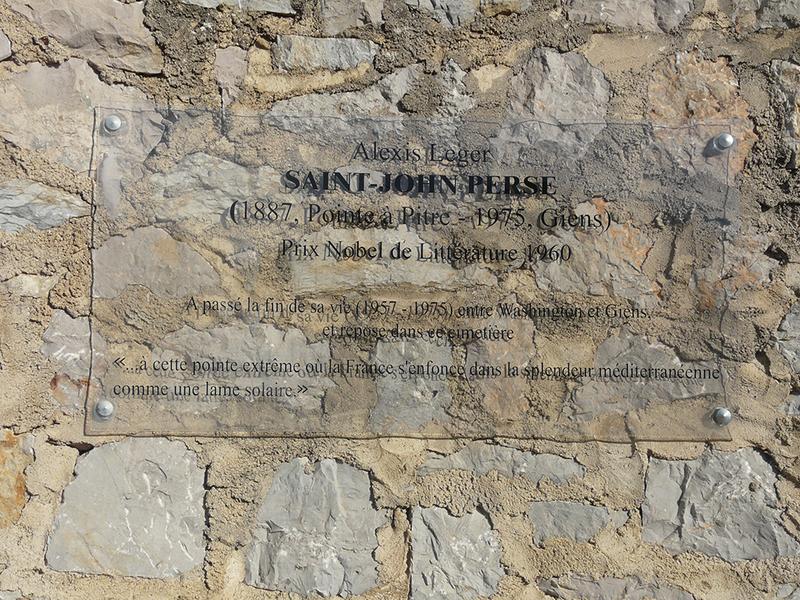 Alexis Leger
SAINT-JOHN PERSE
(1887, Pointe à Pitre - 1975, Giens)
Prix Nobel de Littérature 1960
A passé la fin de sa vie (1957 - 1975) entre Washington et Giens,
et repose dans ce cimetière
«...à cette pointe extrême où la France s'enfonce dans la splendeur méditerranéenne
comme une lame solaire.»